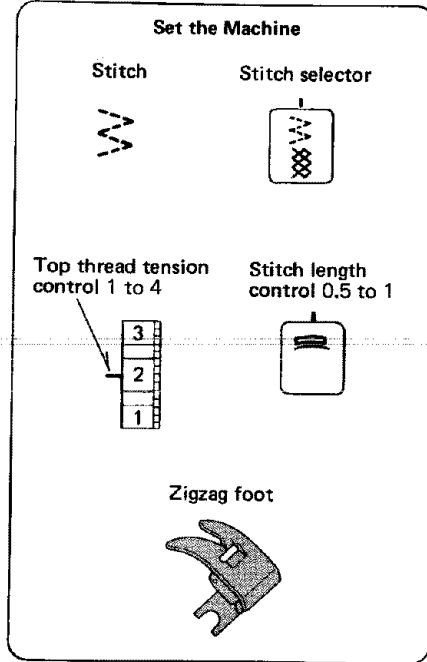 Set the Machine
Stitch
Stitch selector
Top thread tension
control 1 to 4
Stitch length
control 0.5 to 1
3
2
1
Zigzag foot